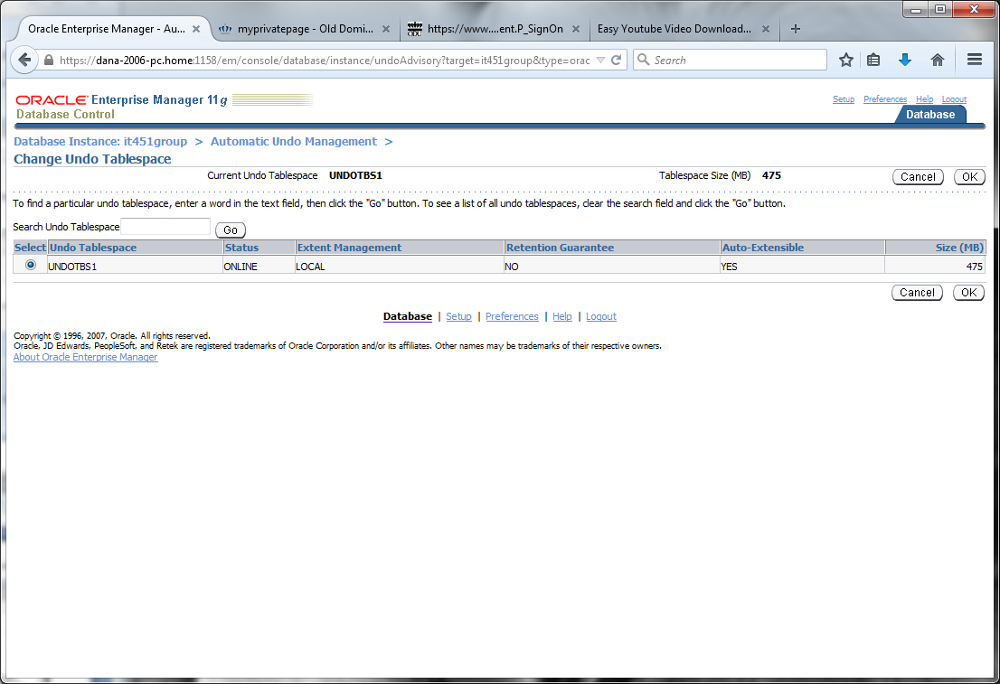 Oracle Enterprise Manager - Au... × myprivatepage - Old Domi... × https://www....ent.P_SignOn × Easy Youtube Video Download... × +
https://dana-2006-pc.home:1158/em/console/database/instance/undoAdvisory?target=it451group&type=orac Search
ORACLE Enterprise Manager 11g
Setup Preferences Help Logout
Database Control
Database
Database Instance: it451group > Automatic Undo Management >
Change Undo Tablespace
Current Undo Tablespace UNDOTBS1 Tablespace Size (MB) 475 Cancel OK
To find a particular undo tablespace, enter a word in the text field, then click the "Go" button. To see a list of all undo tablespaces, clear the search field and click the "Go" button.
Search Undo Tablespace Go
Select Undo Tablespace Status Extent Management Retention Guarantee Auto-Extensible Size (MB)
UNDOTBS1 ONLINE LOCAL NO YES 475
Cancel OK
Database | Setup | Preferences | Help | Logout
Copyright © 1996, 2007, Oracle. All rights reserved.
Oracle, JD Edwards, PeopleSoft, and Retek are registered trademarks of Oracle Corporation and/or its affiliates. Other names may be trademarks of their respective owners.
About Oracle Enterprise Manager